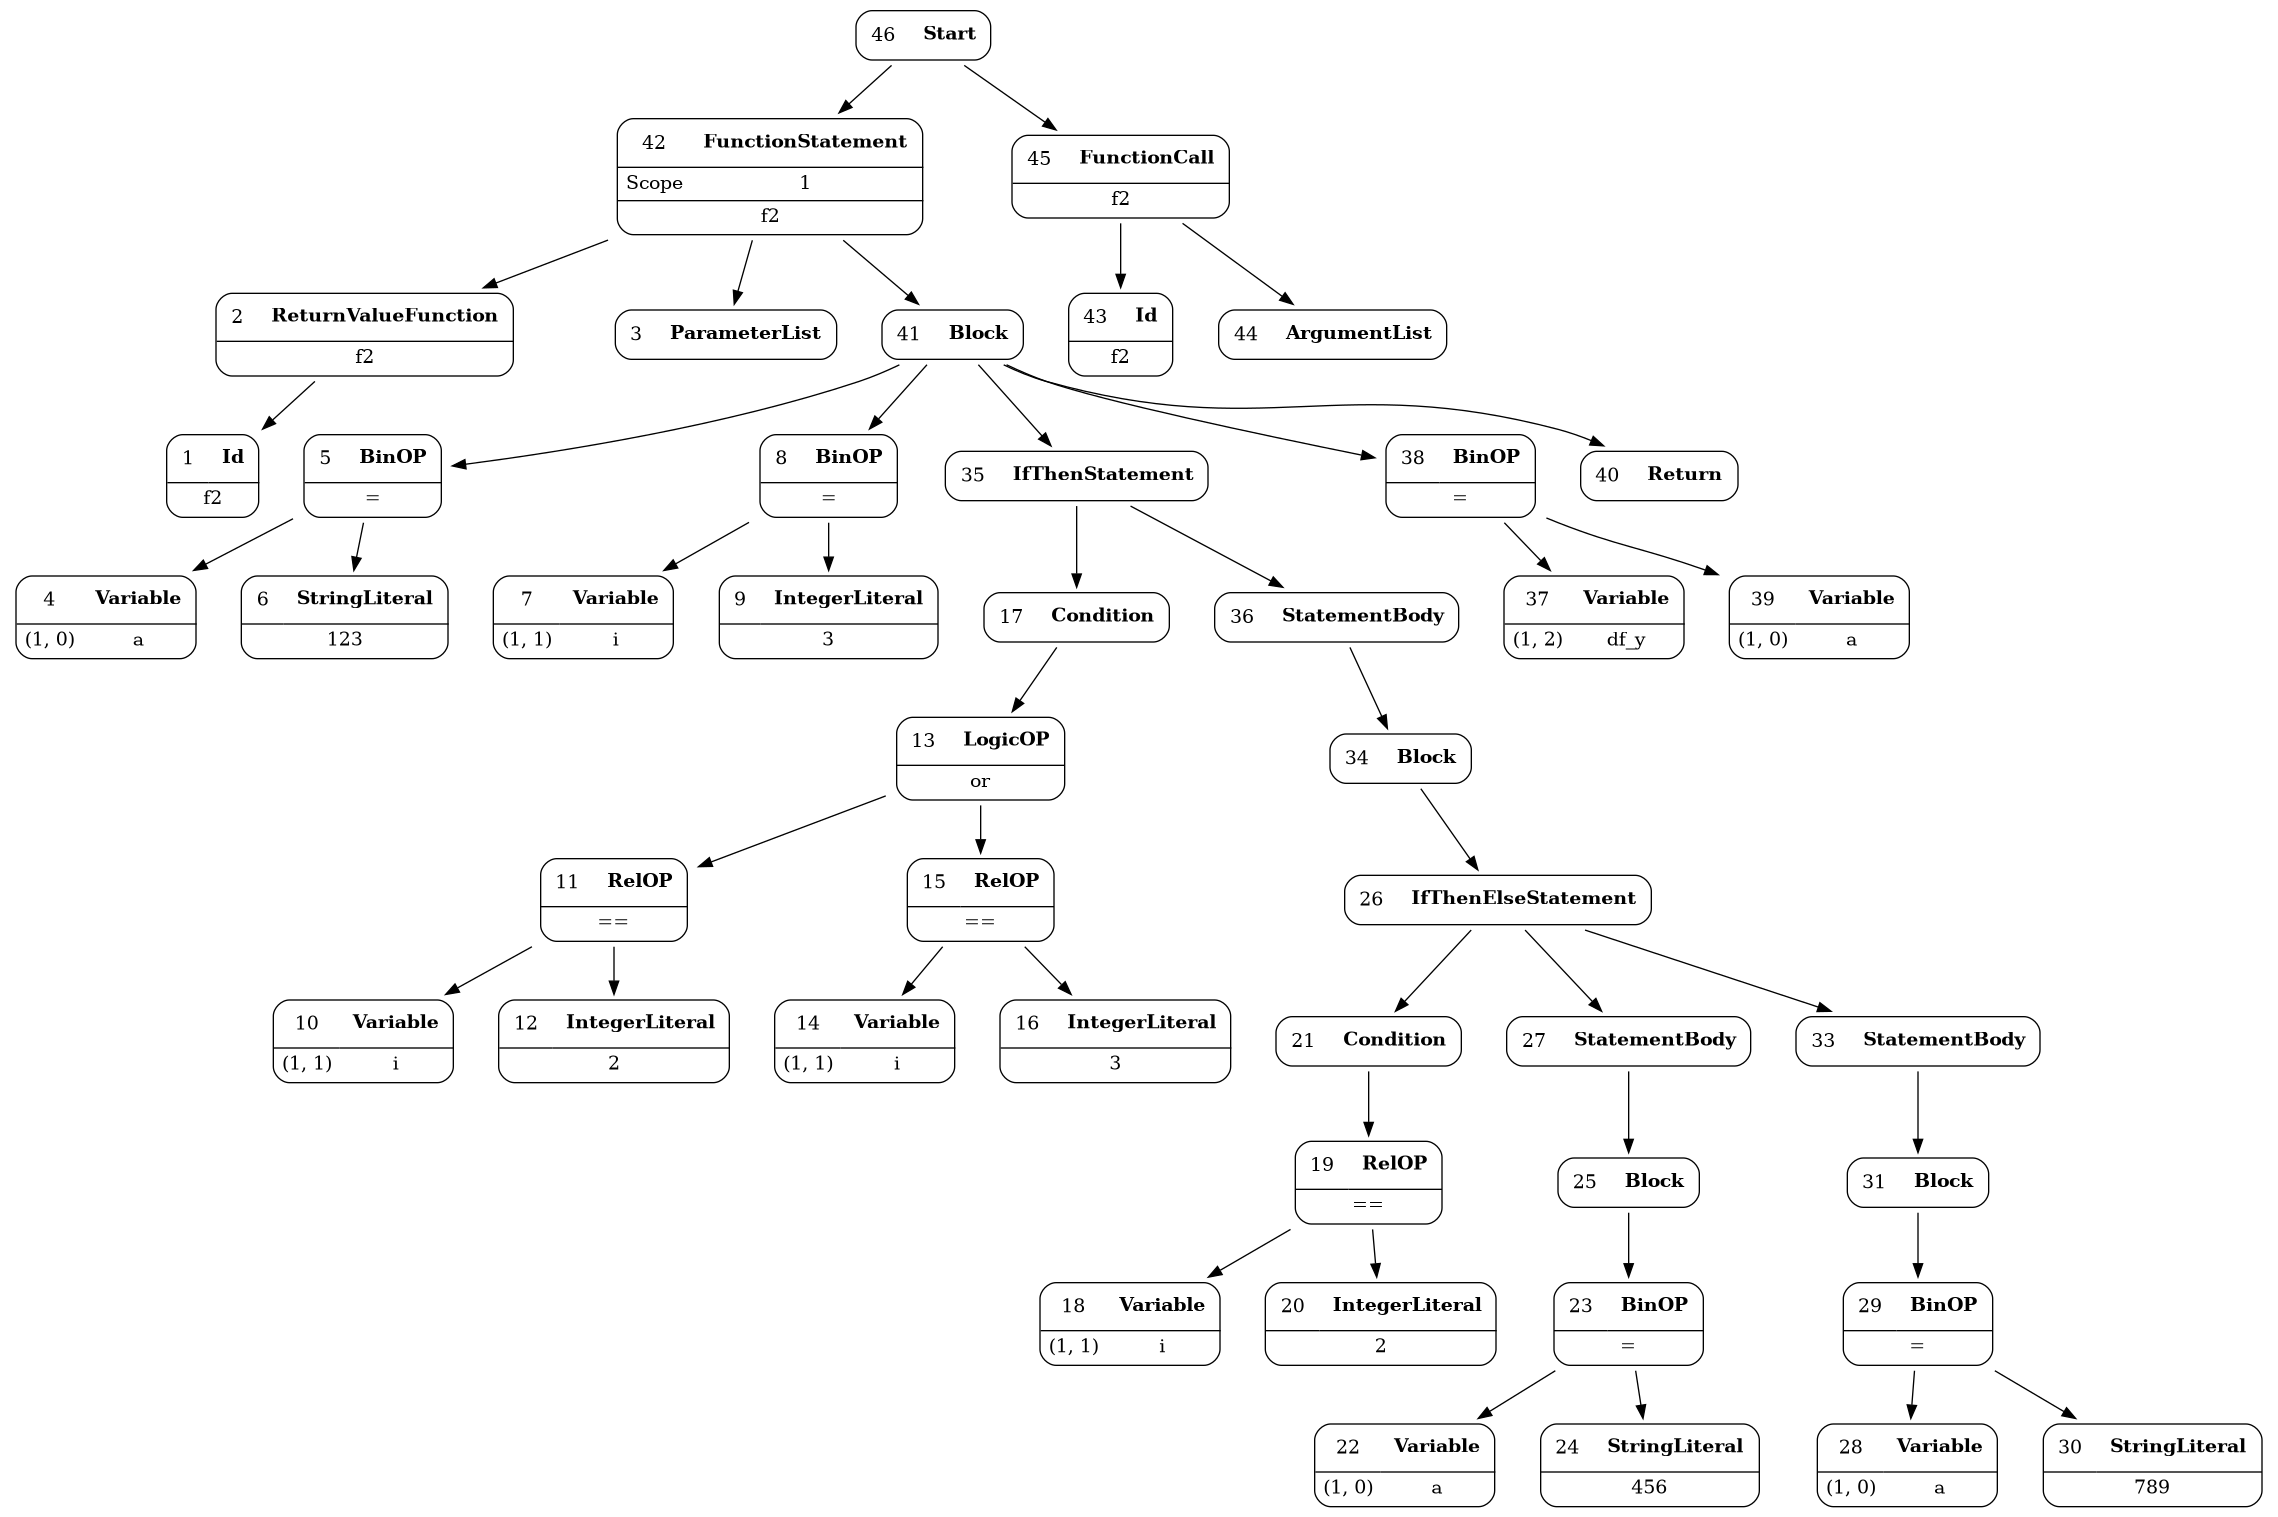 46 Start
42 FunctionStatement
Scope 1
f2
45 FunctionCall
f2
2 ReturnValueFunction
f2
3 ParameterList
41 Block
43 Id
f2
44 ArgumentList
1 Id
f2
5 BinOP
=
8 BinOP
=
35 IfThenStatement
38 BinOP
=
40 Return
4 Variable
(1, 0) a
6 StringLiteral
123
7 Variable
(1, 1) i
9 IntegerLiteral
3
17 Condition
36 StatementBody
37 Variable
(1, 2) df_y
39 Variable
(1, 0) a
13 LogicOP
or
34 Block
11 RelOP
==
15 RelOP
==
26 IfThenElseStatement
10 Variable
(1, 1) i
12 IntegerLiteral
2
14 Variable
(1, 1) i
16 IntegerLiteral
3
21 Condition
27 StatementBody
33 StatementBody
19 RelOP
==
25 Block
31 Block
18 Variable
(1, 1) i
20 IntegerLiteral
2
23 BinOP
=
29 BinOP
=
22 Variable
(1, 0) a
24 StringLiteral
456
28 Variable
(1, 0) a
30 StringLiteral
789